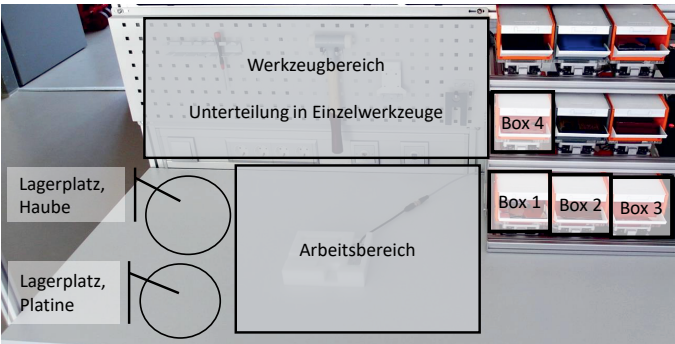 Werkzeugbereich
Unterteilung in Einzelwerkzeuge
Box 4
Lagerplatz,
Haube
Box 1
Box 2
Box 3
Arbeitsbereich
Lagerplatz,
Platine